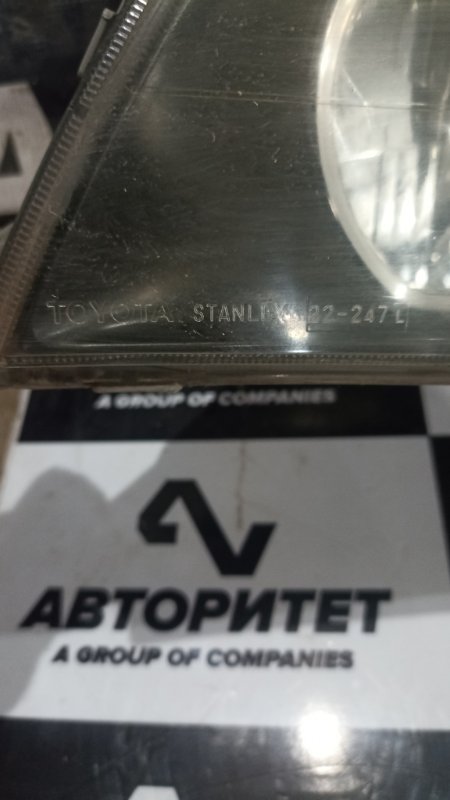 TOYOTA STANLEY 22-247 L
A GROUP OF COMPANIES
АВТОРИТЕТ
A GROUP OF COMPANIES